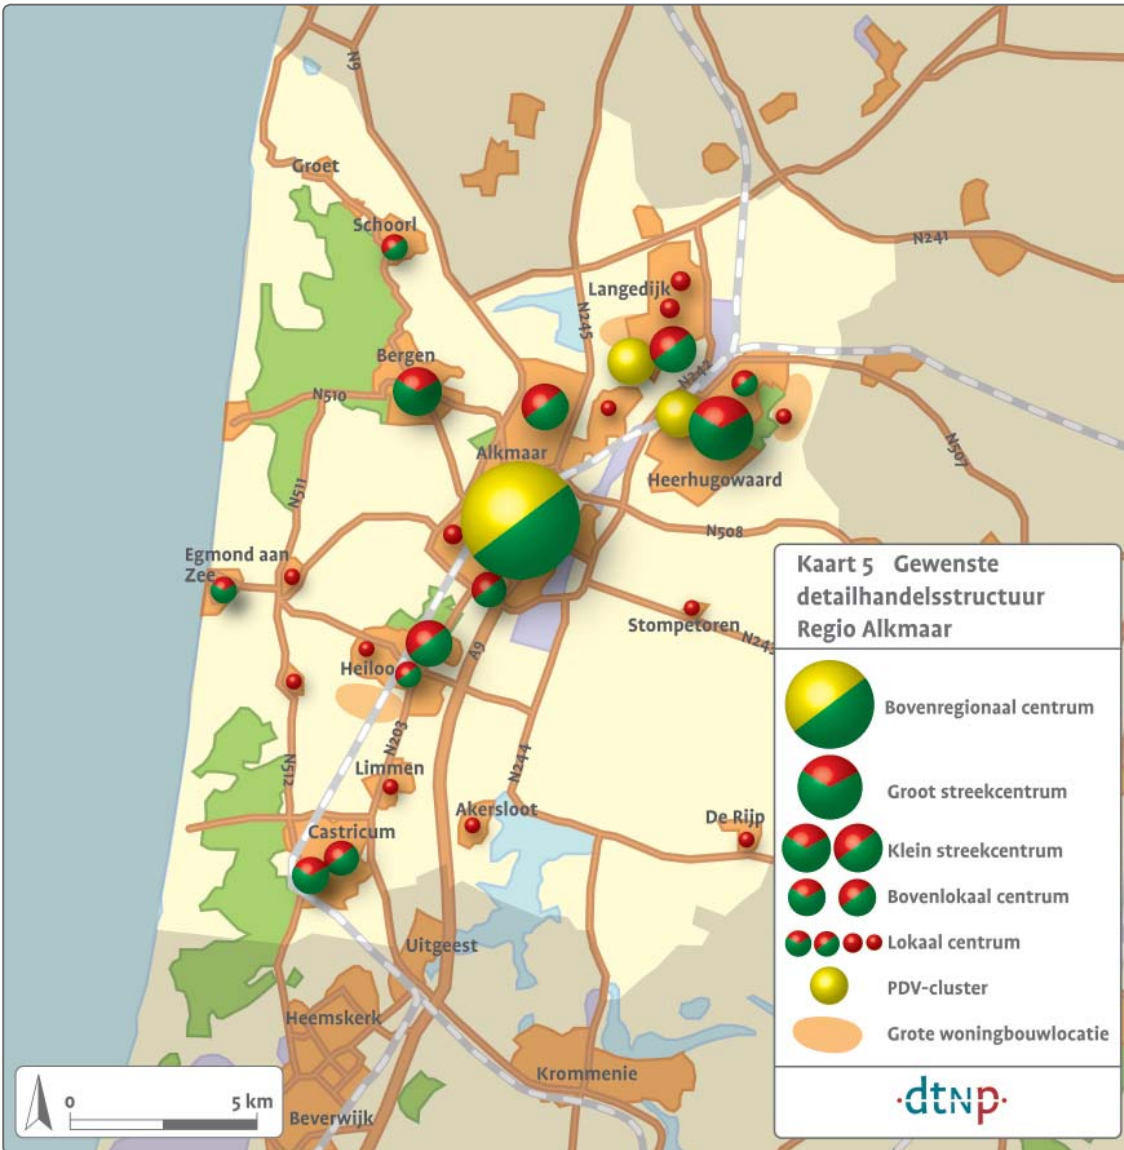 N9
Groet
Schoorl
N241
Langedijk
N245
Bergen
N242
N510
Alkmaar
N507
Heerhugowaard
N511
N508
Egmond aan
Zee
Stompetoren
N243
A9
Heiloo
N203
N512
N244
Limmen
Akersloot
De Rijp
Castricum
Uitgeest
Heemskerk
Krommenie
Beverwijk
0 5 km
Kaart 5 Gewenste
detailhandelsstructuur
Regio Alkmaar
Bovenregionaal centrum
Groot streekcentrum
Klein streekcentrum
Bovenlokaal centrum
Lokaal centrum
PDV-cluster
Grote woningbouwlocatie
·dtNp·